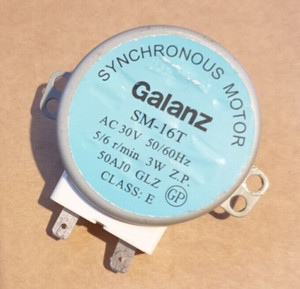 SYNCHRONOUS MOTOR
Galanz
SM-16T
AC 30V 50/60Hz
5/6 r/min 3W Z.P.
50AJ0 GLZ
CLASS: E
GP